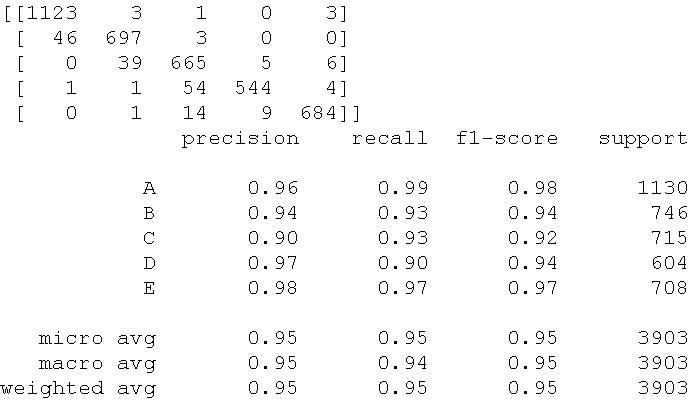 [[1123 3 1 0 3]
[ 46 697 3 0 0]
[ 0 39 665 5 6]
[ 1 1 54 544 4]
[ 0 1 14 9 684]]
precision recall f1-score support
A 0.96 0.99 0.98 1130
B 0.94 0.93 0.94 746
C 0.90 0.93 0.92 715
D 0.97 0.90 0.94 604
E 0.98 0.97 0.97 708
micro avg 0.95 0.95 0.95 3903
macro avg 0.95 0.94 0.95 3903
weighted avg 0.95 0.95 0.95 3903